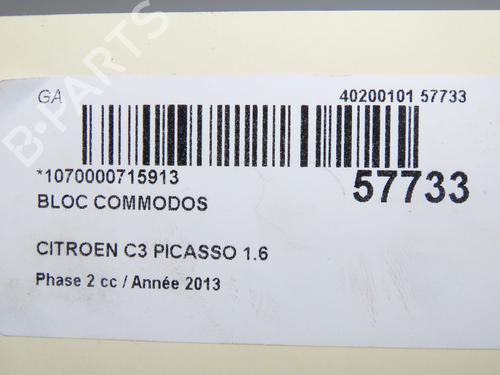 GA
40200101 57733
*1070000715913
57733
BLOC COMMODOS
CITROEN C3 PICASSO 1.6
Phase 2 cc / Année 2013
B-PARTS